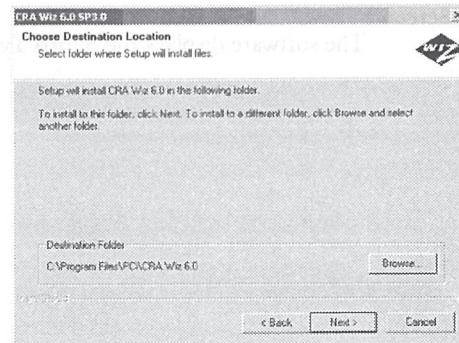 CRA Wiz 6.0 SP3.0
Choose Destination Location
Select folder where Setup will install files.
WIZ
Setup will install CRA Wiz 6.0 in the following folder.
To install to this folder, click Next. To install to a different folder, click Browse and select
another folder.
Destination Folder
C:\Program Files\PCi\CRA Wiz 6.0
Browse...
< Back
Next >
Cancel